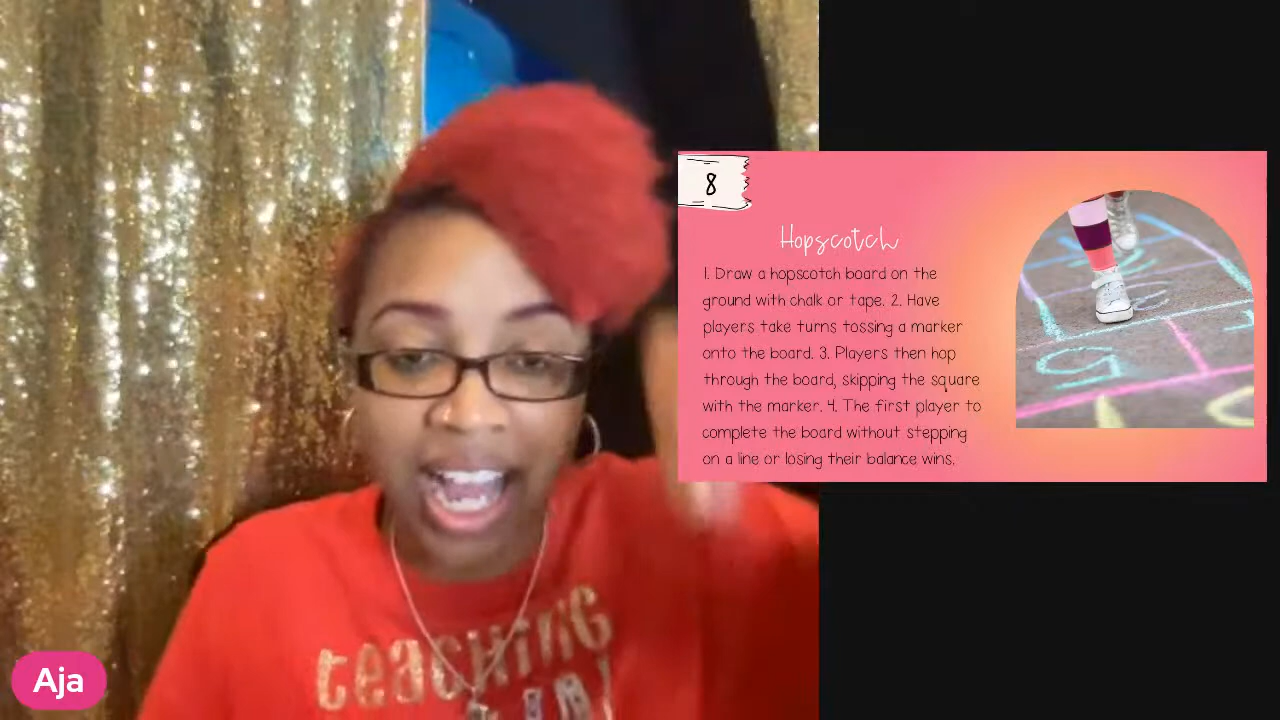 8
Hopscotch
1. Draw a hopscotch board on the
ground with chalk or tape. 2. Have
players take turns tossing a marker
onto the board. 3. Players then hop
through the board, skipping the square
with the marker. 4. The first player to
complete the board without stepping
on a line or losing their balance wins.
5
teaching
Aja